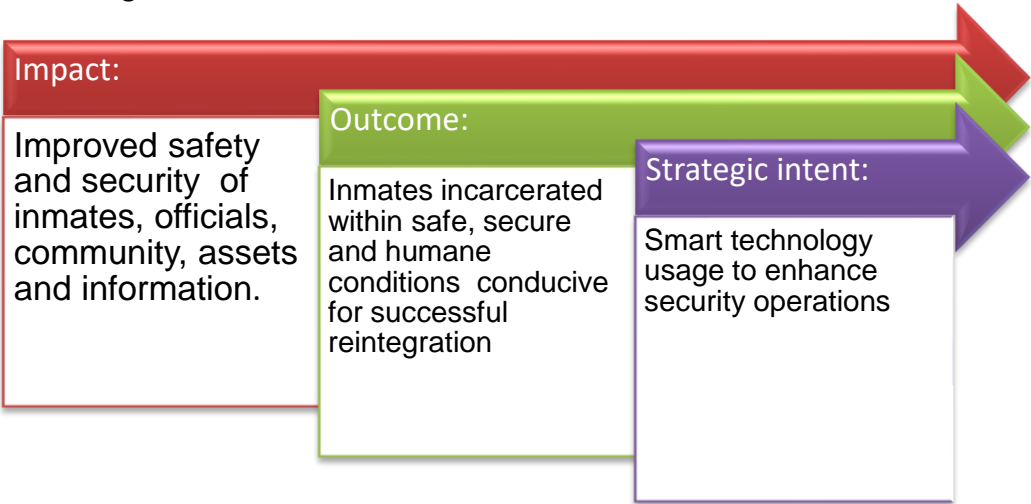 Impact:
Improved safety
and security of
inmates, officials,
community, assets
and information.
Outcome:
Inmates incarcerated
within safe, secure
and humane
conditions conducive
for successful
reintegration
Strategic intent:
Smart technology
usage to enhance
security operations